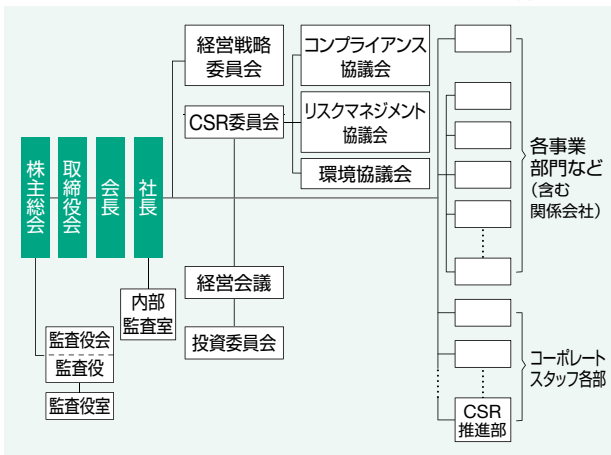 株主総会
取締役会
会長
社長
監査役会
監査役
監査役室
内部
監査室
経営戦略
委員会
CSR委員会
経営会議
投資委員会
コンプライアンス
協議会
リスクマネジメント
協議会
環境協議会
各事業
部門など
(含む
関係会社)
コーポレート
スタッフ各部
CSR
推進部